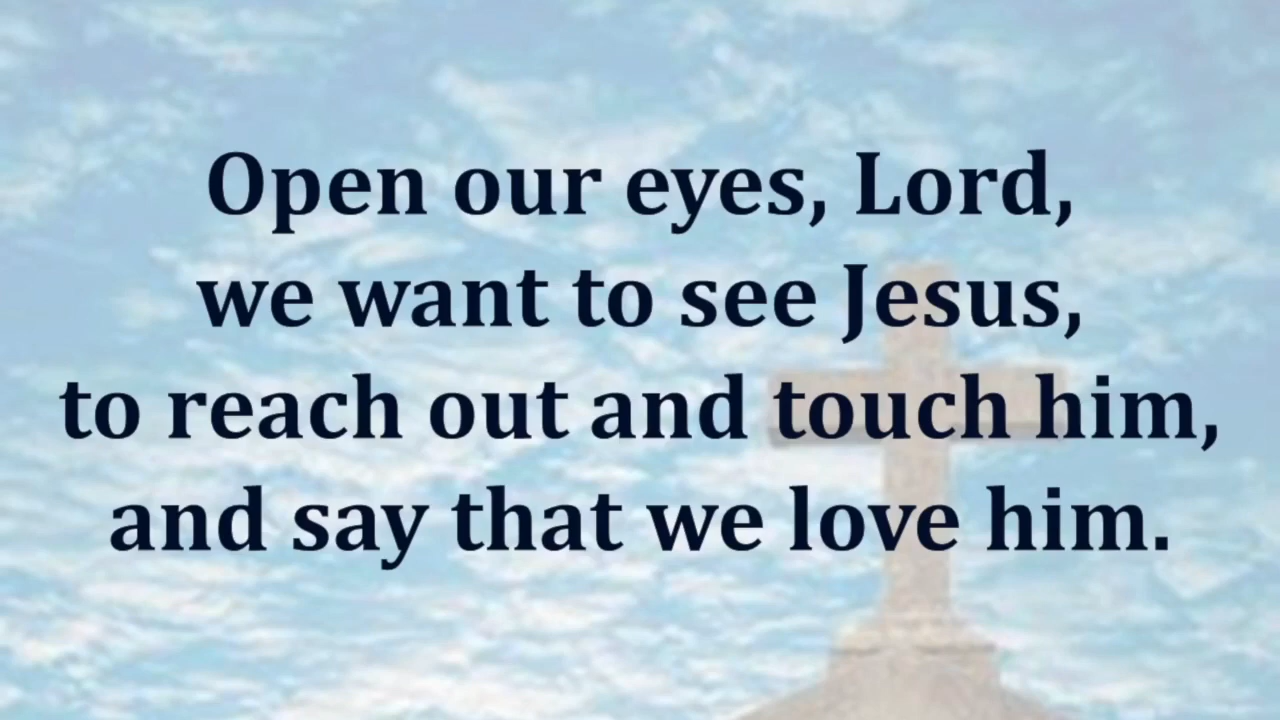 Open our eyes, Lord,
we want to see Jesus,
to reach out and touch him,
and say that we love him.